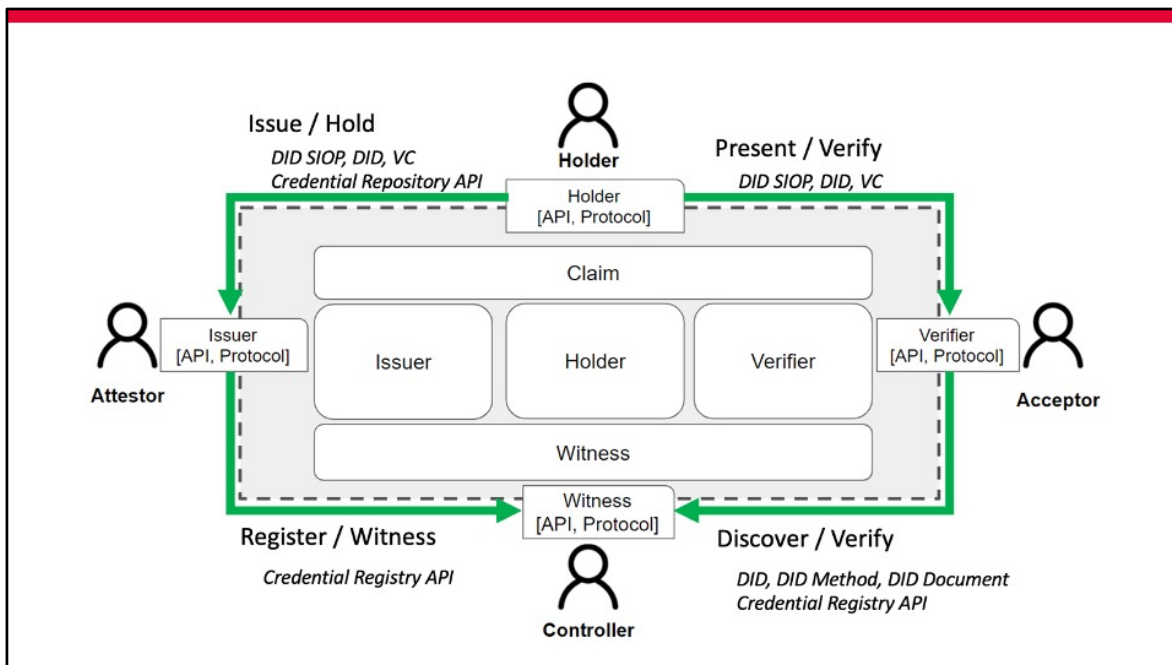 Issue / Hold
DID SIOP, DID, VC
Credential Repository API
Holder
Present / Verify
DID SIOP, DID, VC
Holder
[API, Protocol]
Claim
Attestor
Issuer
[API, Protocol]
Issuer
Holder
Verifier
Verifier
[API, Protocol]
Acceptor
Witness
Witness
[API, Protocol]
Register / Witness
Credential Registry API
Controller
Discover / Verify
DID, DID Method, DID Document
Credential Registry API